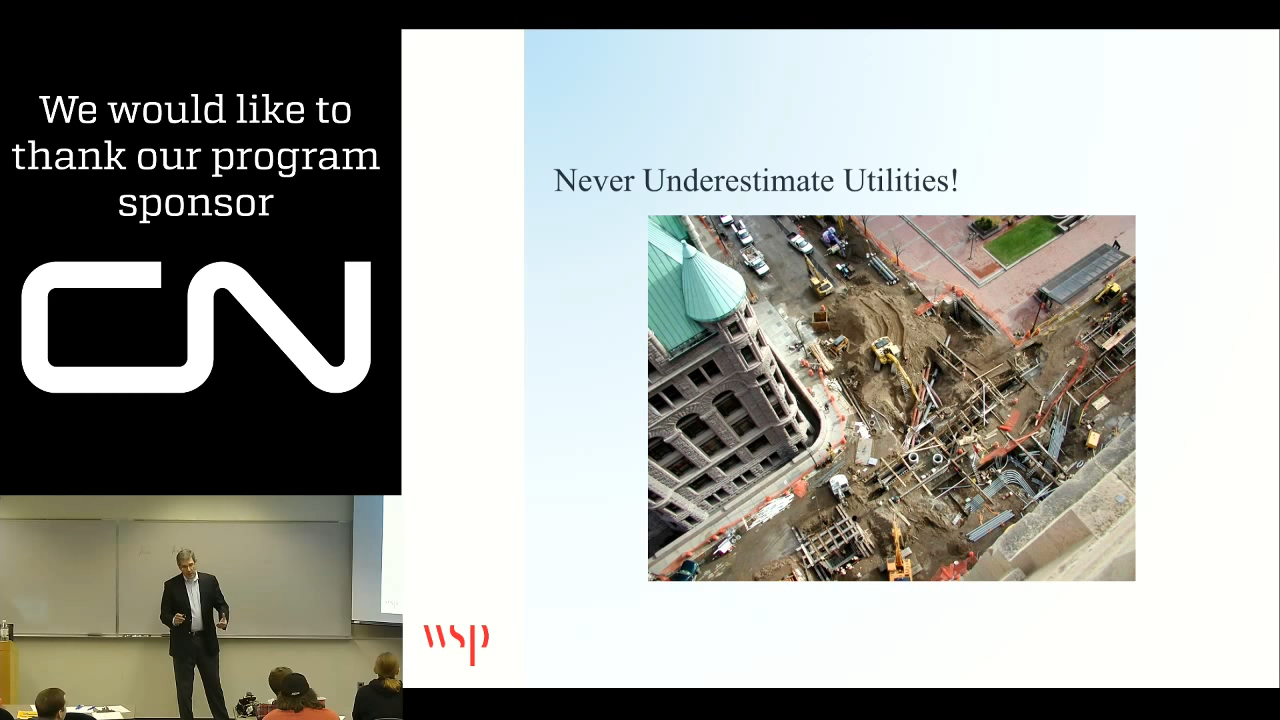 We would like to
thank our program
sponsor
CN
Never Underestimate Utilities!
wsp